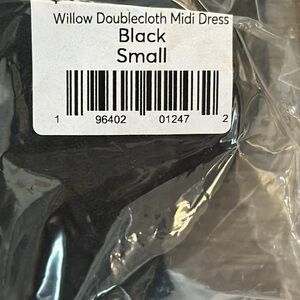 Willow Doublecloth Midi Dress
Black
Small
1 96402 01247 2